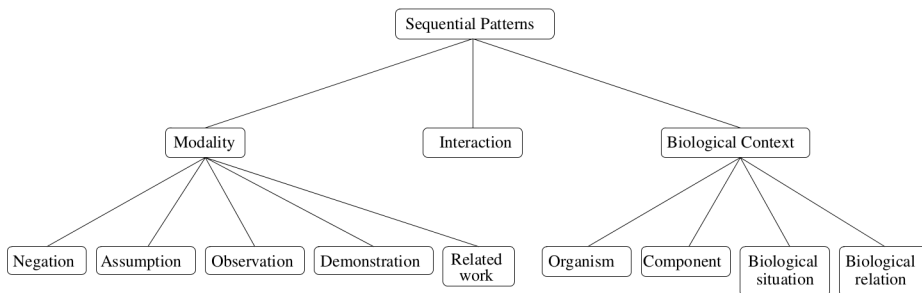 Sequential Patterns
Modality
Interaction
Biological Context
Negation
Assumption
Observation
Demonstration
Related
work
Organism
Component
Biological
situation
Biological
relation